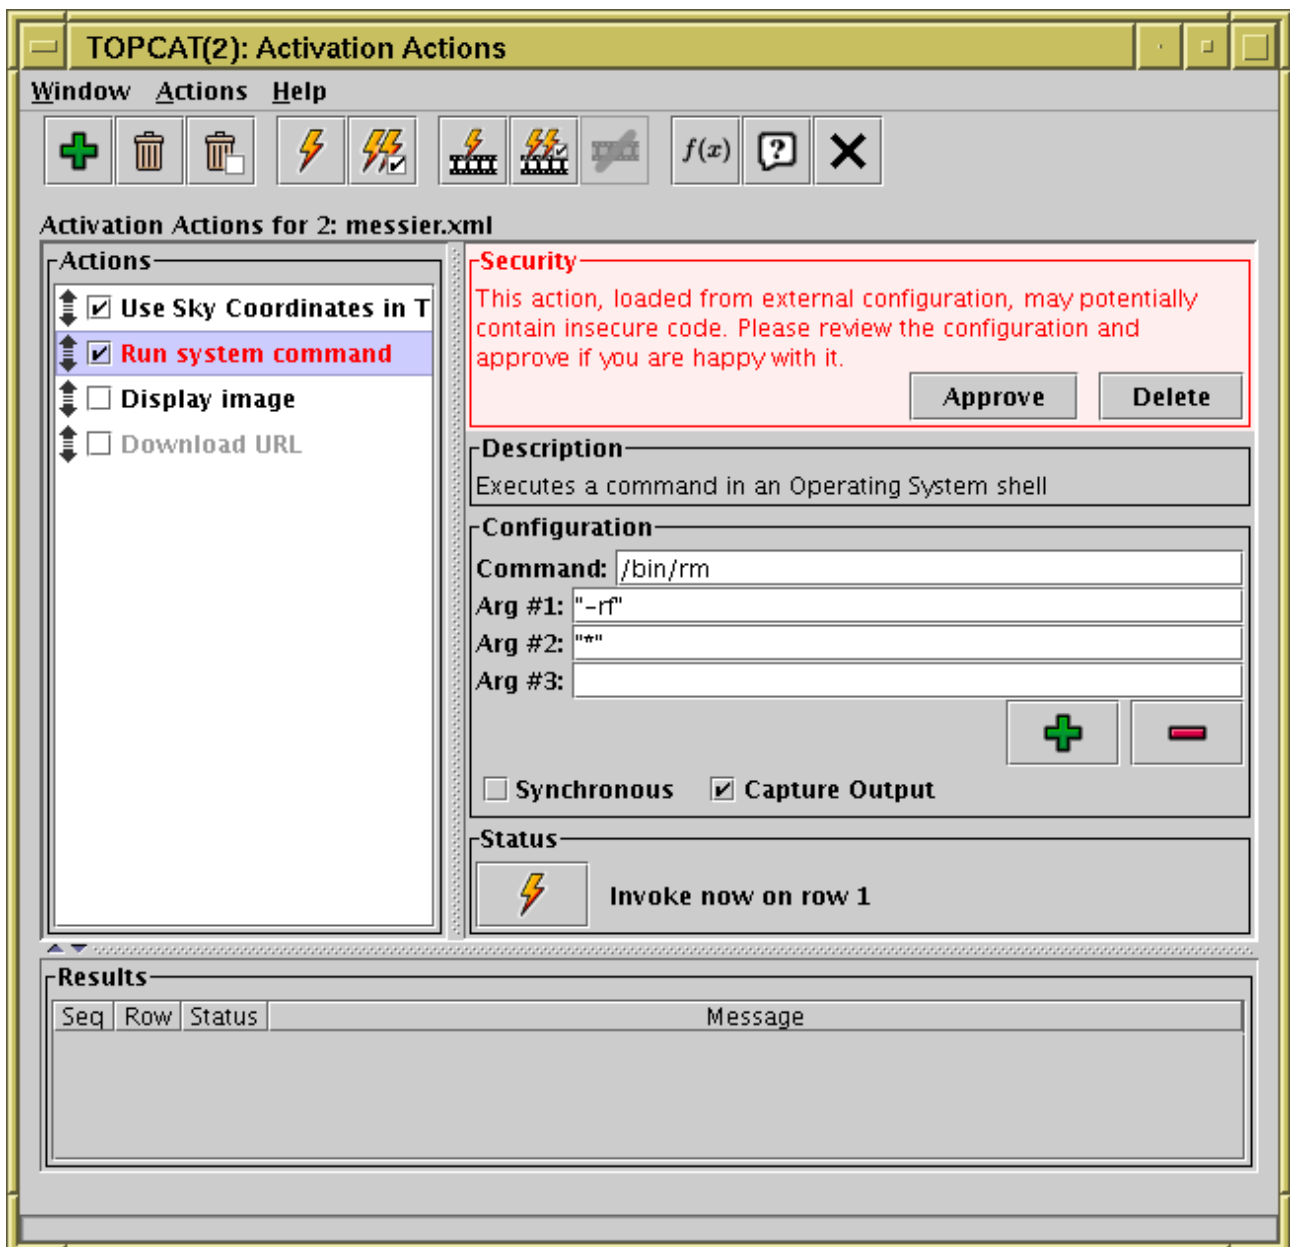 TOPCAT(2): Activation Actions
Window Actions Help
f(x)
?
Activation Actions for 2: messier.xml
Actions
Use Sky Coordinates in T
Run system command
Display image
Download URL
Security
This action, loaded from external configuration, may potentially
contain insecure code. Please review the configuration and
approve if you are happy with it.
Approve Delete
Description
Executes a command in an Operating System shell
Configuration
Command: /bin/rm
Arg #1: "-rf"
Arg #2: "*"
Arg #3:
Synchronous Capture Output
Status
Invoke now on row 1
Results
Seq Row Status Message